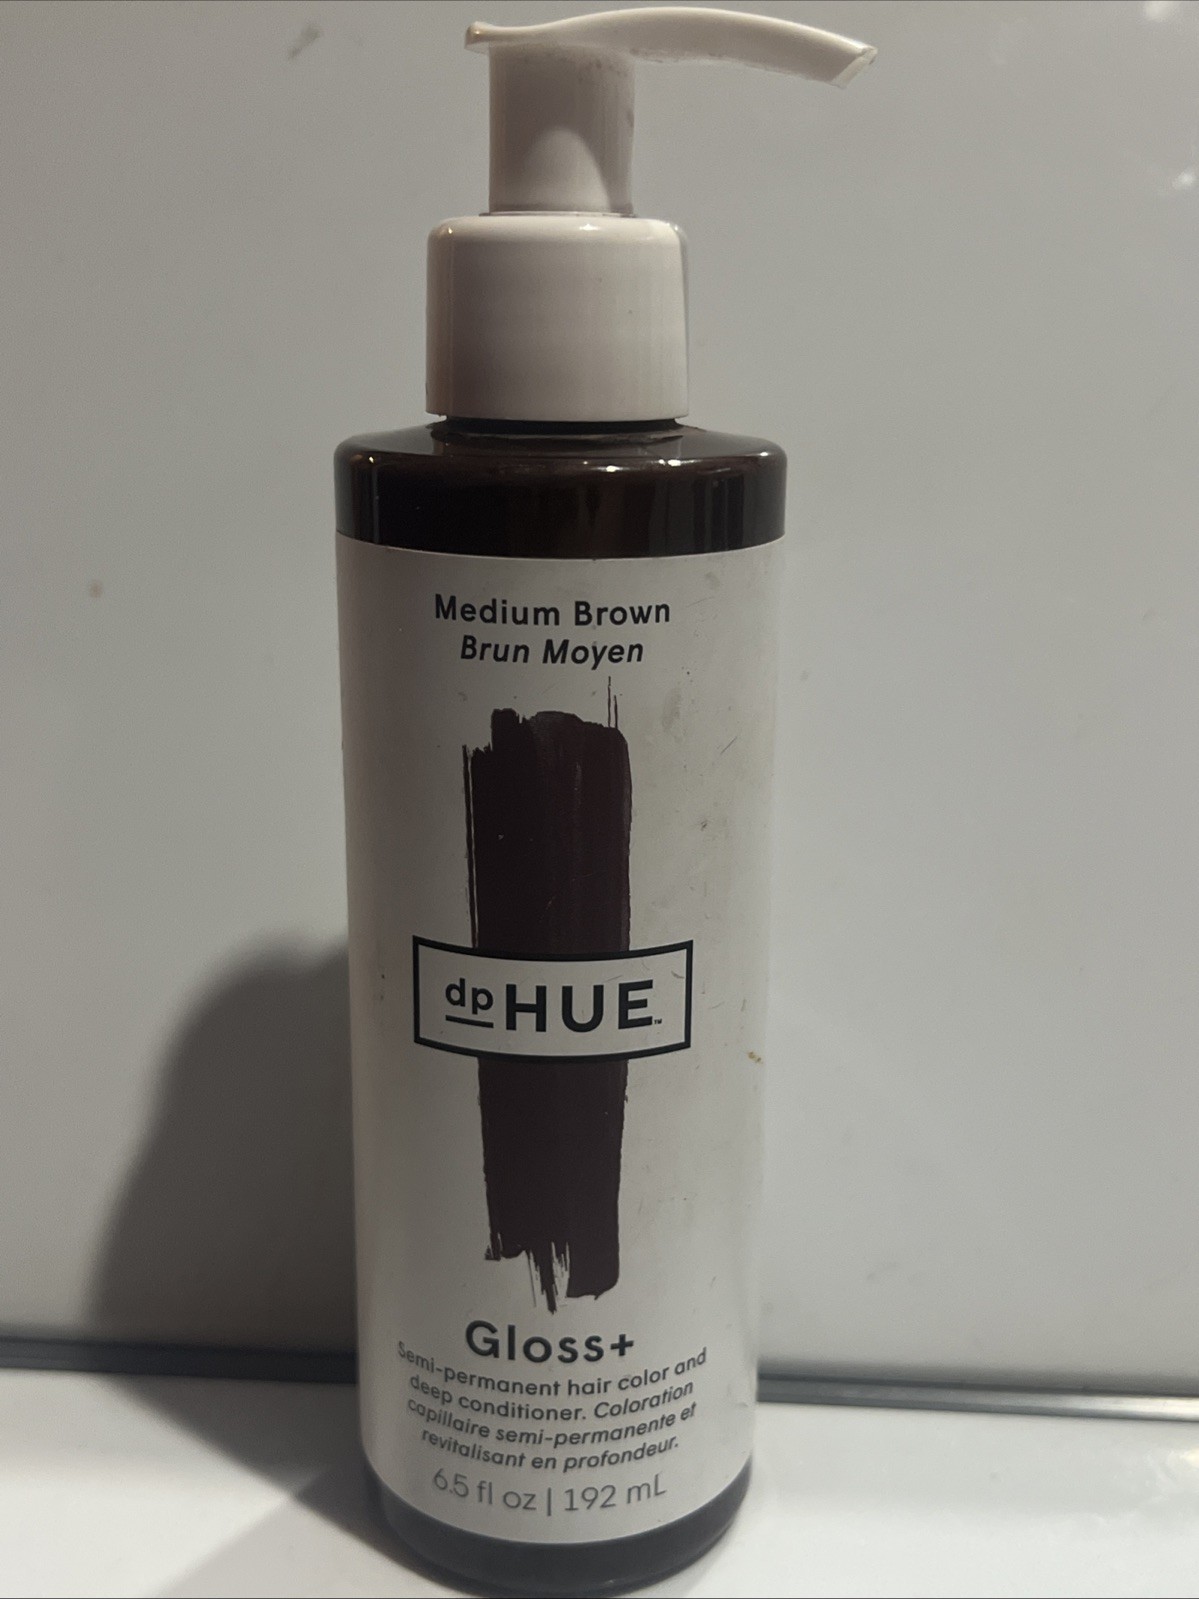 Medium Brown
Brun Moyen
dpHUE™
Gloss+
Semi-permanent hair color and
deep conditioner. Coloration
capillaire semi-permanente et
revitalisant en profondeur.
6.5 fl oz | 192 mL